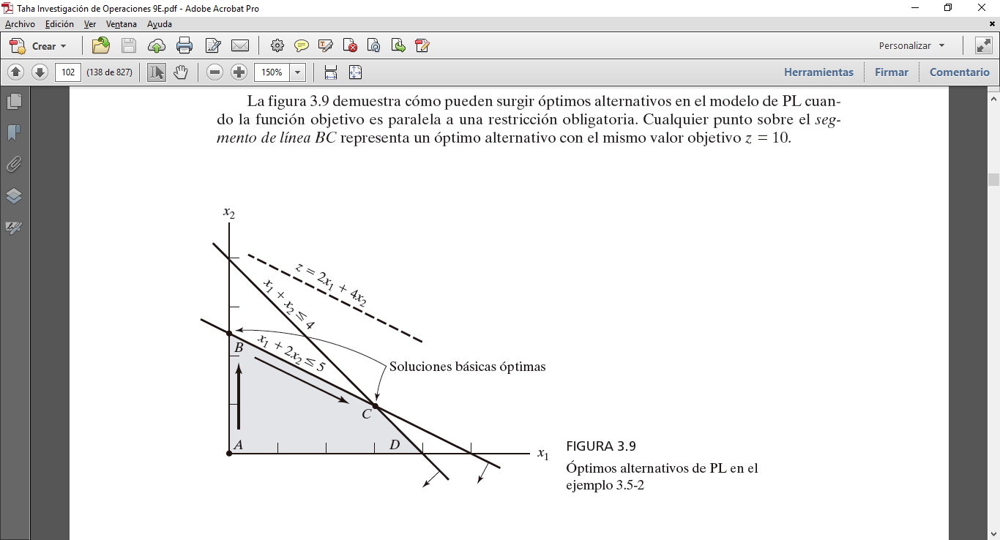 Taha Investigación de Operaciones 9E.pdf - Adobe Acrobat Pro
Archivo Edición Ver Ventana Ayuda
Crear
Personalizar
102 (138 de 827) 150% Herramientas Firmar Comentario
La figura 3.9 demuestra cómo pueden surgir óptimos alternativos en el modelo de PL cuan-
do la función objetivo es paralela a una restricción obligatoria. Cualquier punto sobre el seg-
mento de línea BC representa un óptimo alternativo con el mismo valor objetivo z = 10.
x₂
z = 2x₁ + 4x₂
x₁ + x₂ ≤ 4
B
x₁ + 2x₂ ≤ 5
Soluciones básicas óptimas
C
A
D
x₁
FIGURA 3.9
Óptimos alternativos de PL en el
ejemplo 3.5-2